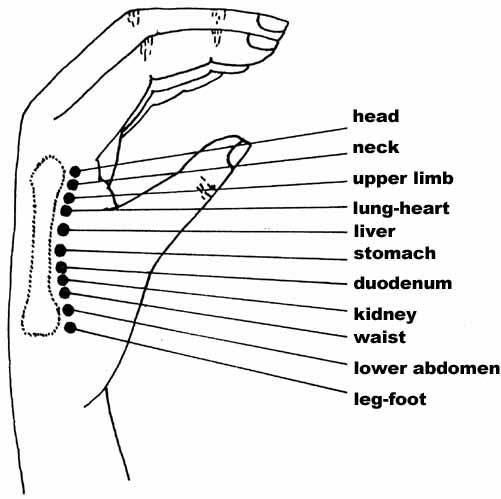 head
neck
upper limb
lung-heart
liver
stomach
duodenum
kidney
waist
lower abdomen
leg-foot